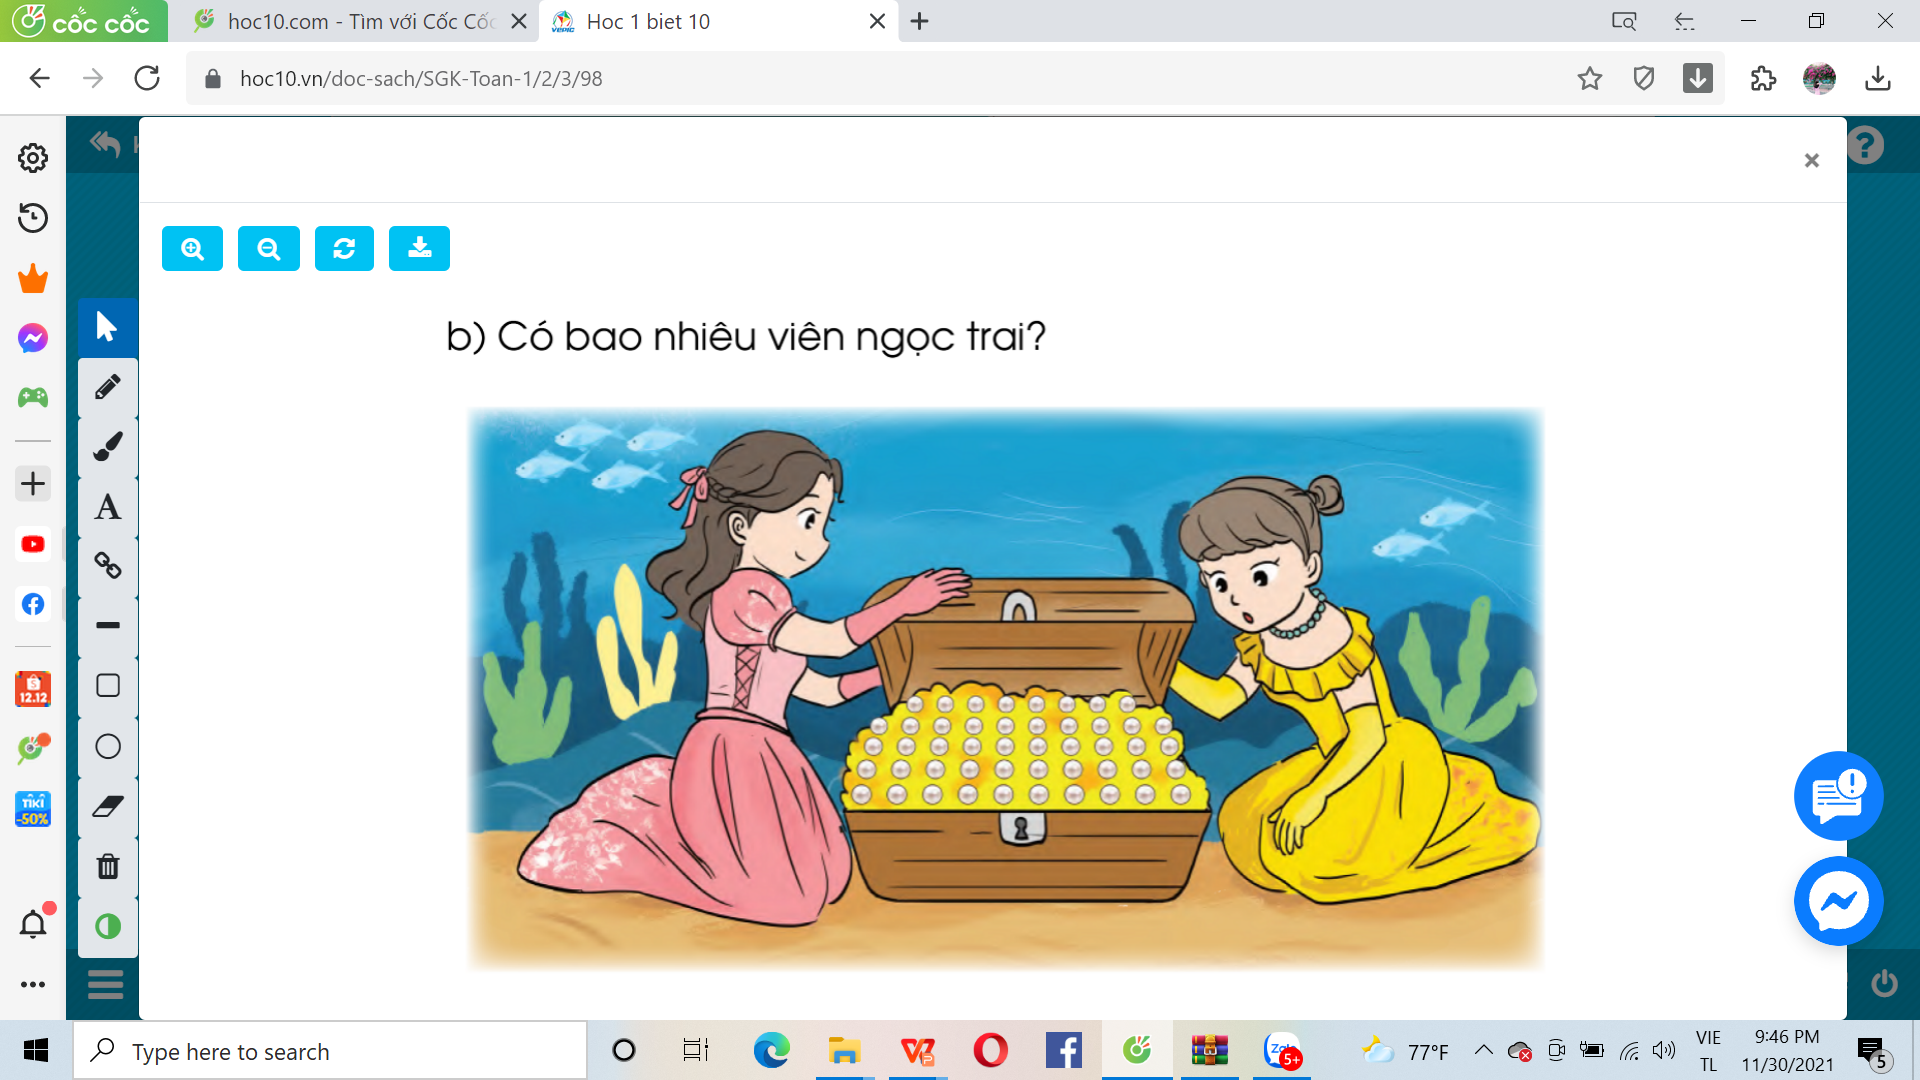 cốc cốc
hoc10.com - Tìm với Cốc Cốc
Hoc 1 biet 10
hoc10.vn/doc-sach/SGK-Toan-1/2/3/98
b) Có bao nhiêu viên ngọc trai?
A
12.12
TIKI
-50%
Type here to search
5+
77°F
VIE
TL
9:46 PM
11/30/2021
5